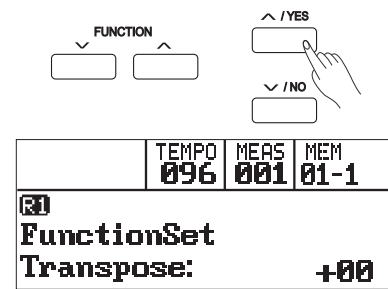 FUNCTION
∧ / YES
∨ ∧
∨ / NO
TEMPO MEAS MEM
096 001 01-1
R1
FunctionSet
Transpose: +00